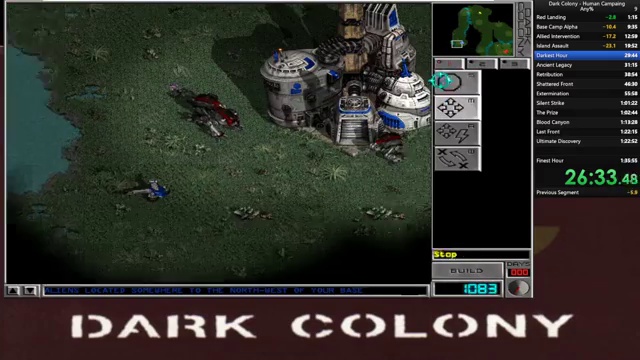 Dark Colony - Human Campaing
Any% 9
Red Landing -2.8 1:15
Base Camp Alpha -10.4 9:35
Allied Intervention -17.2 12:59
Island Assault -23.1 19:52
Darkest Hour 29:44
Ancient Legacy 31:15
Retribution 38:54
Shattered Front 46:30
Extermination 55:58
Silent Strike 1:01:22
The Prize 1:02:44
Blood Canyon 1:13:28
Last Front 1:22:15
Ultimate Discovery 1:22:52
Finest Hour 1:35:55
26:33.48
Previous Segment -5.9
Stop
BUILD
DAYS
000
1083
ALIENS LOCATED SOMEWHERE TO THE NORTH-WEST OF YOUR BASE
DARK COLONY